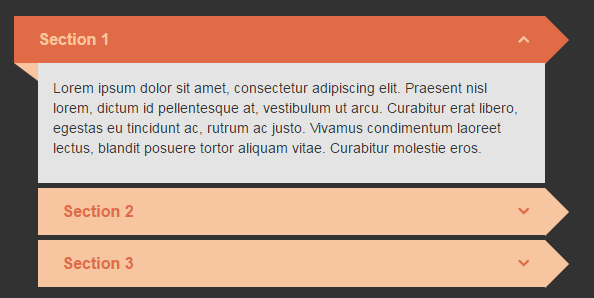 Section 1
Lorem ipsum dolor sit amet, consectetur adipiscing elit. Praesent nisl
lorem, dictum id pellentesque at, vestibulum ut arcu. Curabitur erat libero,
egestas eu tincidunt ac, rutrum ac justo. Vivamus condimentum laoreet
lectus, blandit posuere tortor aliquam vitae. Curabitur molestie eros.
Section 2
Section 3